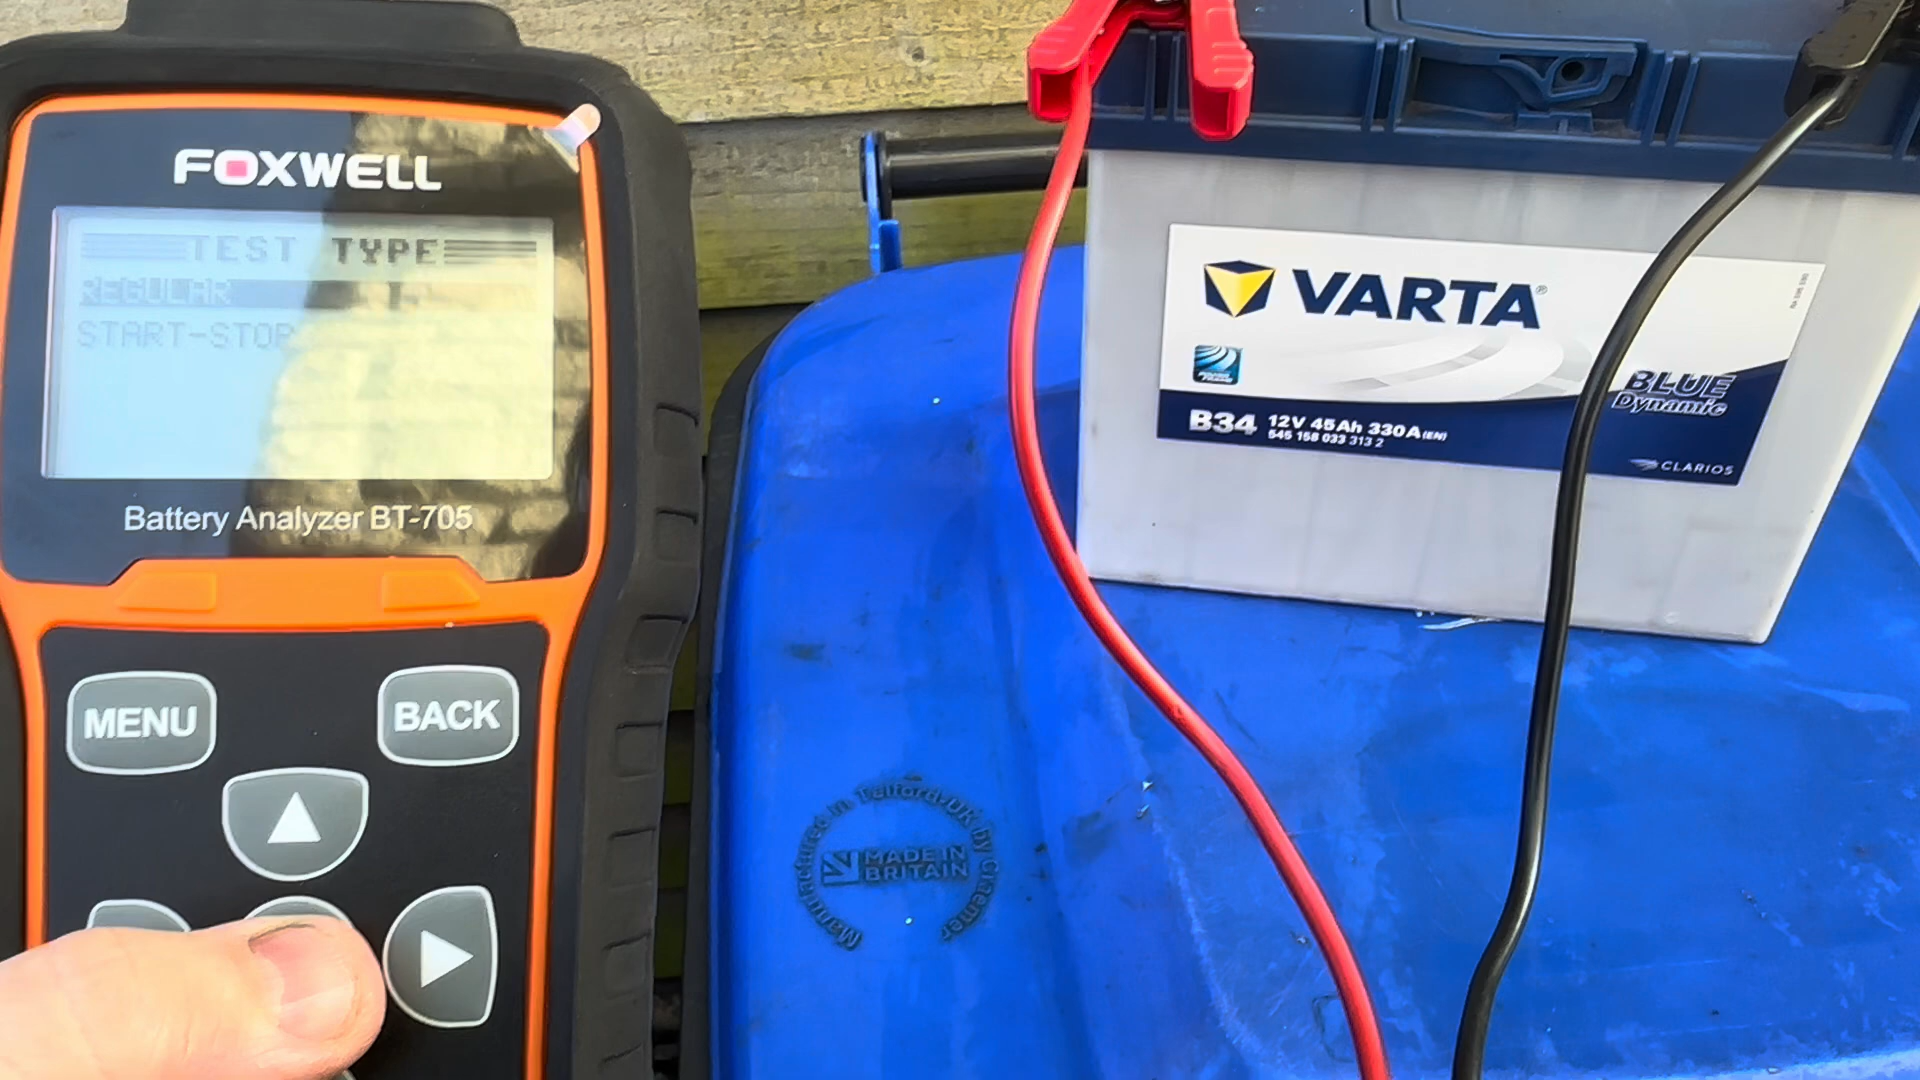 FOXWELL
TEST TYPE
REGULAR
START-STOP
Battery Analyzer BT-705
MENU
BACK
VARTA®
BLUE
Dynamic
B34 12V 45Ah 330A (EN)
545 158 033 313 2
CLARIOS
Manufactured in Telford-UK by Craemer
MADE IN
BRITAIN